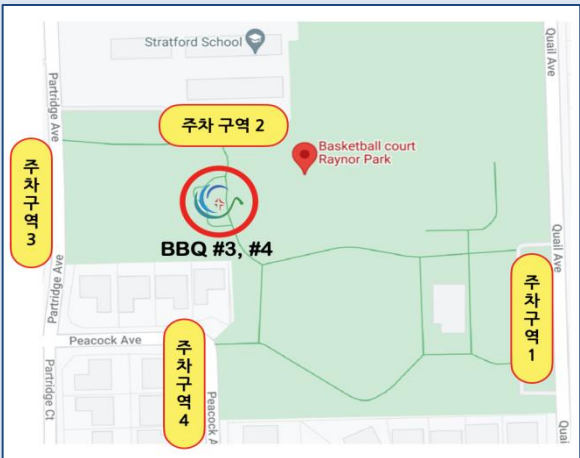 Stratford School
Quail Ave
Partridge Ave
주차 구역 2
Basketball court
Raynor Park
주차구역3
BBQ #3, #4
Quail Ave
Partridge Ave
주차구역1
Peacock Ave
주차구역4
Partridge Ct
Peacock A
Quai